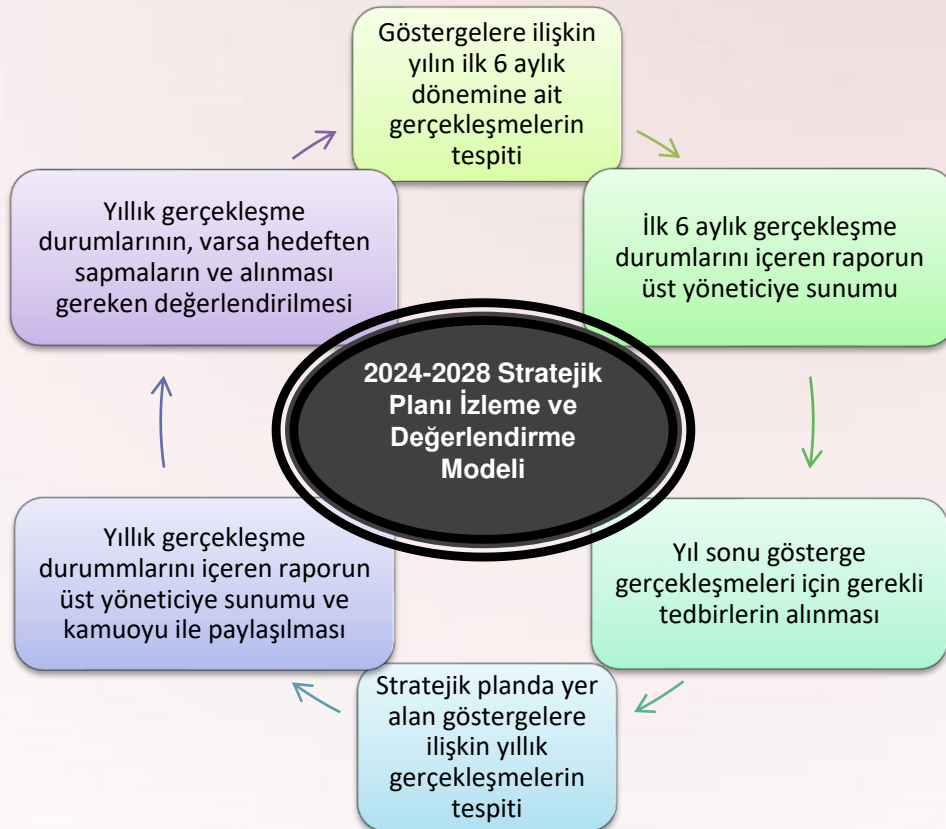 Göstergelere ilişkin
yılın ilk 6 aylık
dönemine ait
gerçekleşmelerin
tespiti
İlk 6 aylık gerçekleşme
durumlarını içeren raporun
üst yöneticiye sunumu
Yıl sonu gösterge
gerçekleşmeleri için gerekli
tedbirlerin alınması
Stratejik planda yer
alan göstergelere
ilişkin yıllık
gerçekleşmelerin
tespiti
Yıllık gerçekleşme
durummlarını içeren raporun
üst yöneticiye sunumu ve
kamuoyu ile paylaşılması
Yıllık gerçekleşme
durumlarının, varsa hedeften
sapmaların ve alınması
gereken değerlendirilmesi
2024-2028 Stratejik
Planı İzleme ve
Değerlendirme
Modeli